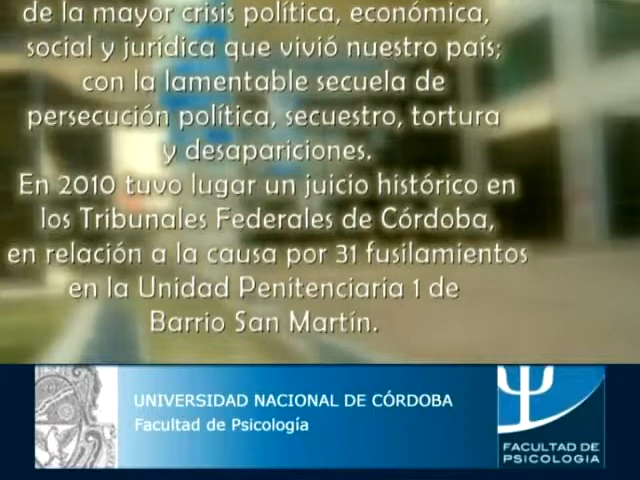 de la mayor crisis política, económica,
social y jurídica que vivió nuestro país;
con la lamentable secuela de
persecución política, secuestro, tortura
y desapariciones.
En 2010 tuvo lugar un juicio histórico en
los Tribunales Federales de Córdoba,
en relación a la causa por 31 fusilamientos
en la Unidad Penitenciaria 1 de
Barrio San Martín.
UNIVERSIDAD NACIONAL DE CÓRDOBA
Facultad de Psicología
FACULTAD DE
PSICOLOGIA